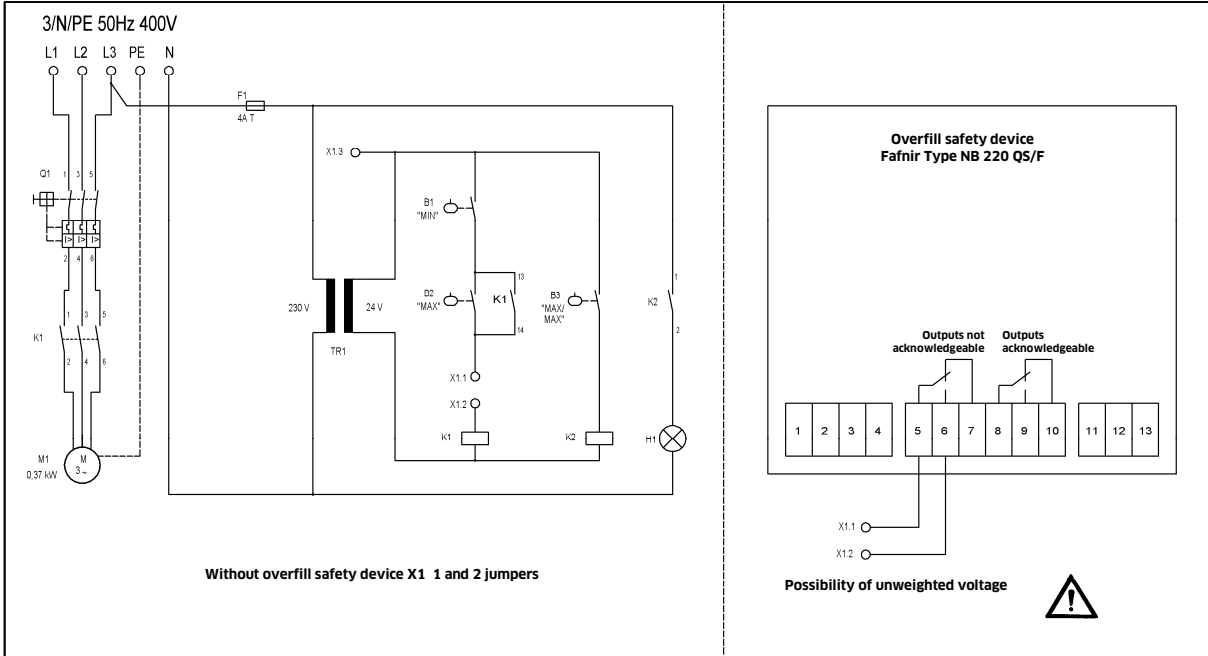 3/N/PE 50Hz 400V
L1 L2 L3 PE N
F1
4A T
X1.3
Q1
1 3 5
I> I> I>
2 4 6
B1
"MIN"
13
B2
"MAX"
K1
14
B3
"MAX/
MAX"
1
K2
2
230 V
24 V
TR1
1 3 5
K1
2 4 6
X1.1
X1.2
K1
K2
H1
M1
0,37 kW
M
3 ~
Without overfill safety device X1 1 and 2 jumpers
Overfill safety device
Fafnir Type NB 220 QS/F
Outputs not
acknowledgeable
Outputs
acknowledgeable
1 2 3 4 5 6 7 8 9 10 11 12 13
X1.1
X1.2
Possibility of unweighted voltage
!